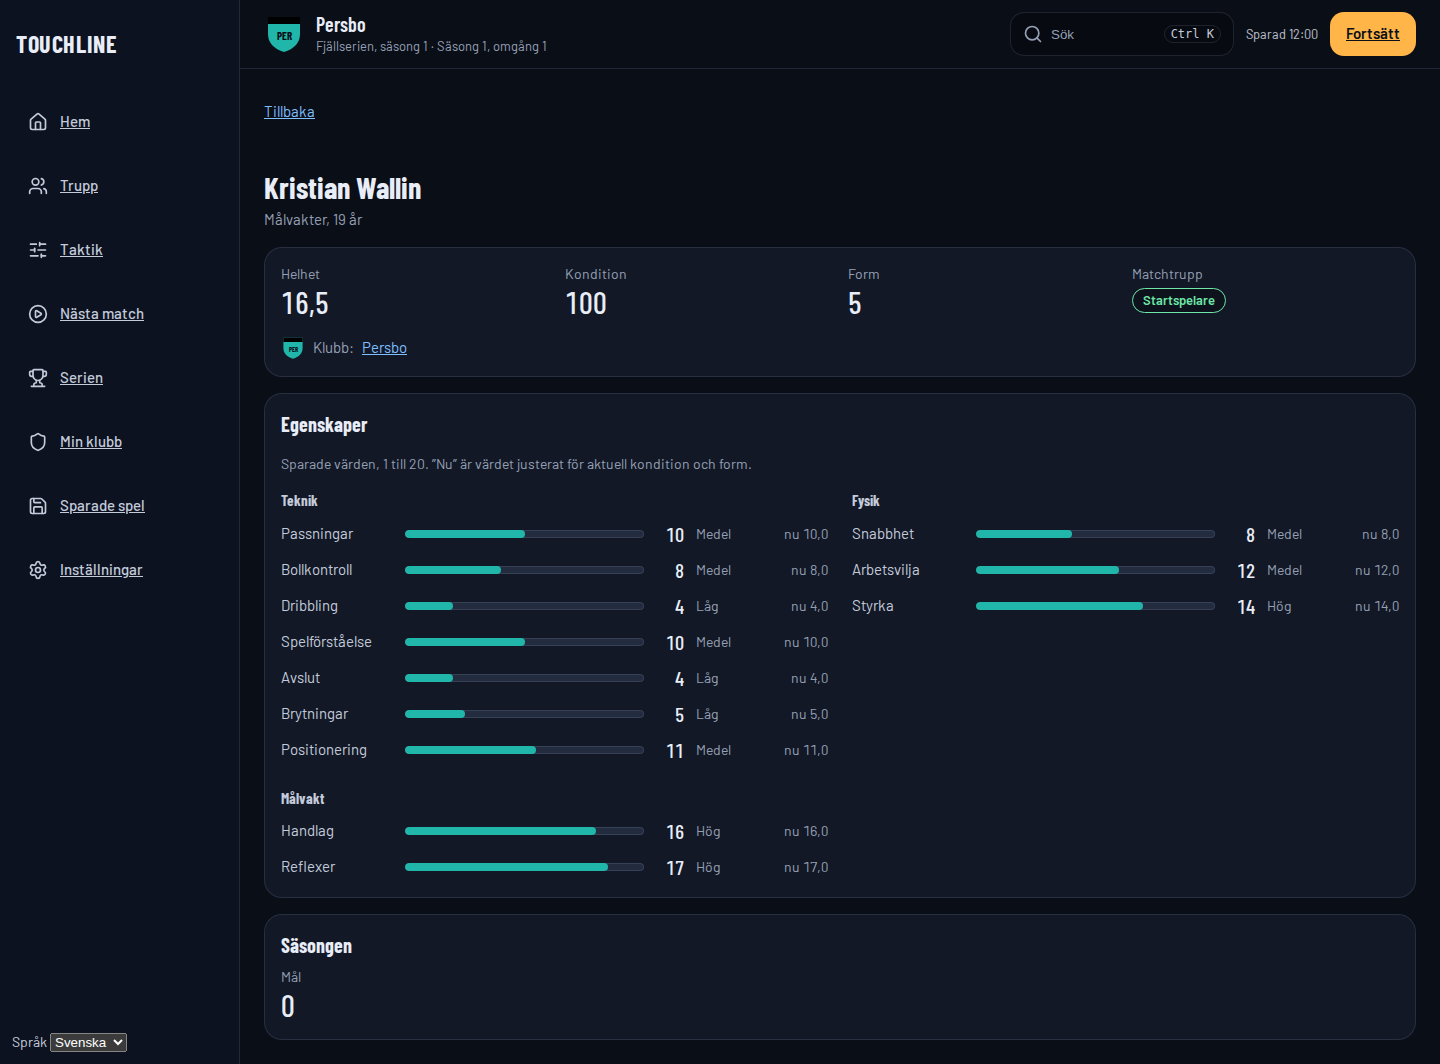 TOUCHLINE
Hem
Trupp
Taktik
Nästa match
Serien
Min klubb
Sparade spel
Inställningar
Språk Svenska
PER
Persbo
Fjällserien, säsong 1 · Säsong 1, omgång 1
Sök Ctrl K
Sparad 12:00
Fortsätt
Tillbaka
Kristian Wallin
Målvakter, 19 år
Helhet Kondition Form Matchtrupp
16,5 100 5 Startspelare
PER Klubb: Persbo
Egenskaper
Sparade värden, 1 till 20. ”Nu” är värdet justerat för aktuell kondition och form.
Teknik
Passningar 10 Medel nu 10,0
Bollkontroll 8 Medel nu 8,0
Dribbling 4 Låg nu 4,0
Spelförståelse 10 Medel nu 10,0
Avslut 4 Låg nu 4,0
Brytningar 5 Låg nu 5,0
Positionering 11 Medel nu 11,0
Fysik
Snabbhet 8 Medel nu 8,0
Arbetsvilja 12 Medel nu 12,0
Styrka 14 Hög nu 14,0
Målvakt
Handlag 16 Hög nu 16,0
Reflexer 17 Hög nu 17,0
Säsongen
Mål
0